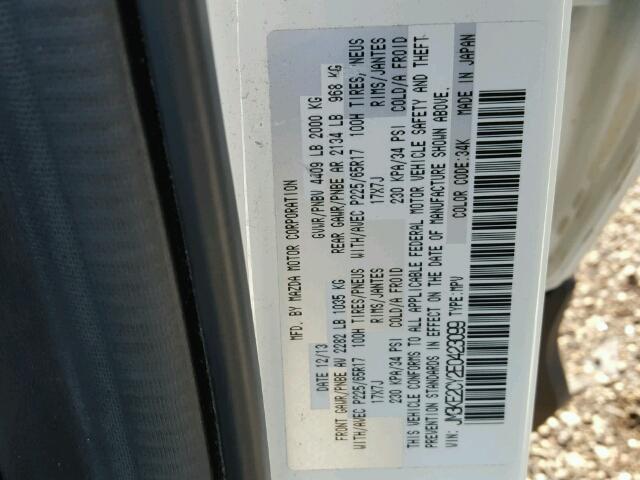 MFD. BY MAZDA MOTOR CORPORATION
DATE 12/13 GVWR/PNBV 4409 LB 2000 KG
FRONT GAWR/PNBE AV 2282 LB 1035 KG REAR GAWR/PNBE AR 2134 LB 968 KG
WITH/AVEC P225/65R17 100H TIRES/PNEUS WITH/AVEC P225/65R17 100H TIRES, NEUS
17X7J RIMS/JANTES 17X7J RIMS/JANTES
230 KPA/34 PSI COLD/A FROID 230 KPA/34 PSI COLD/A FROID
THIS VEHICLE CONFORMS TO ALL APPLICABLE FEDERAL MOTOR VEHICLE SAFETY AND THEFT
PREVENTION STANDARDS IN EFFECT ON THE DATE OF MANUFACTURE SHOWN ABOVE.
VIN: JM3KE2CY2E0423099 TYPE:MPV COLOR CODE:34K MADE IN JAPAN